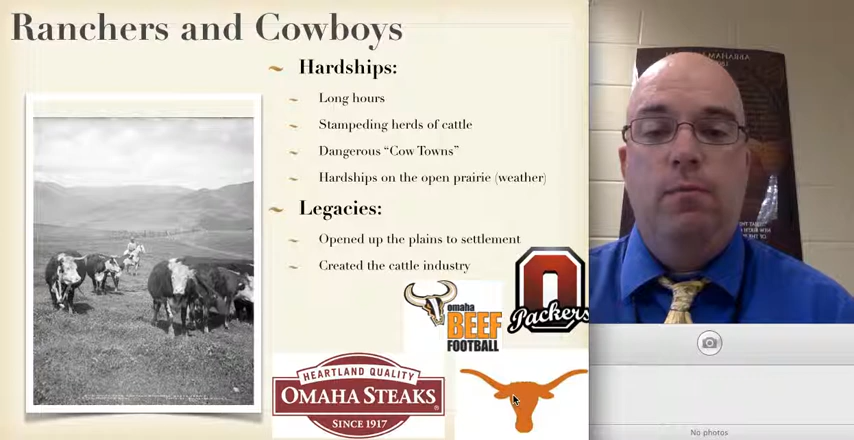 Ranchers and Cowboys
Hardships:
Long hours
Stampeding herds of cattle
Dangerous “Cow Towns”
Hardships on the open prairie (weather)
Legacies:
Opened up the plains to settlement
Created the cattle industry
omaha
BEEF
FOOTBALL
O
Packers
HEARTLAND QUALITY
OMAHA STEAKS®
SINCE 1917
ABRAHAM
No photos